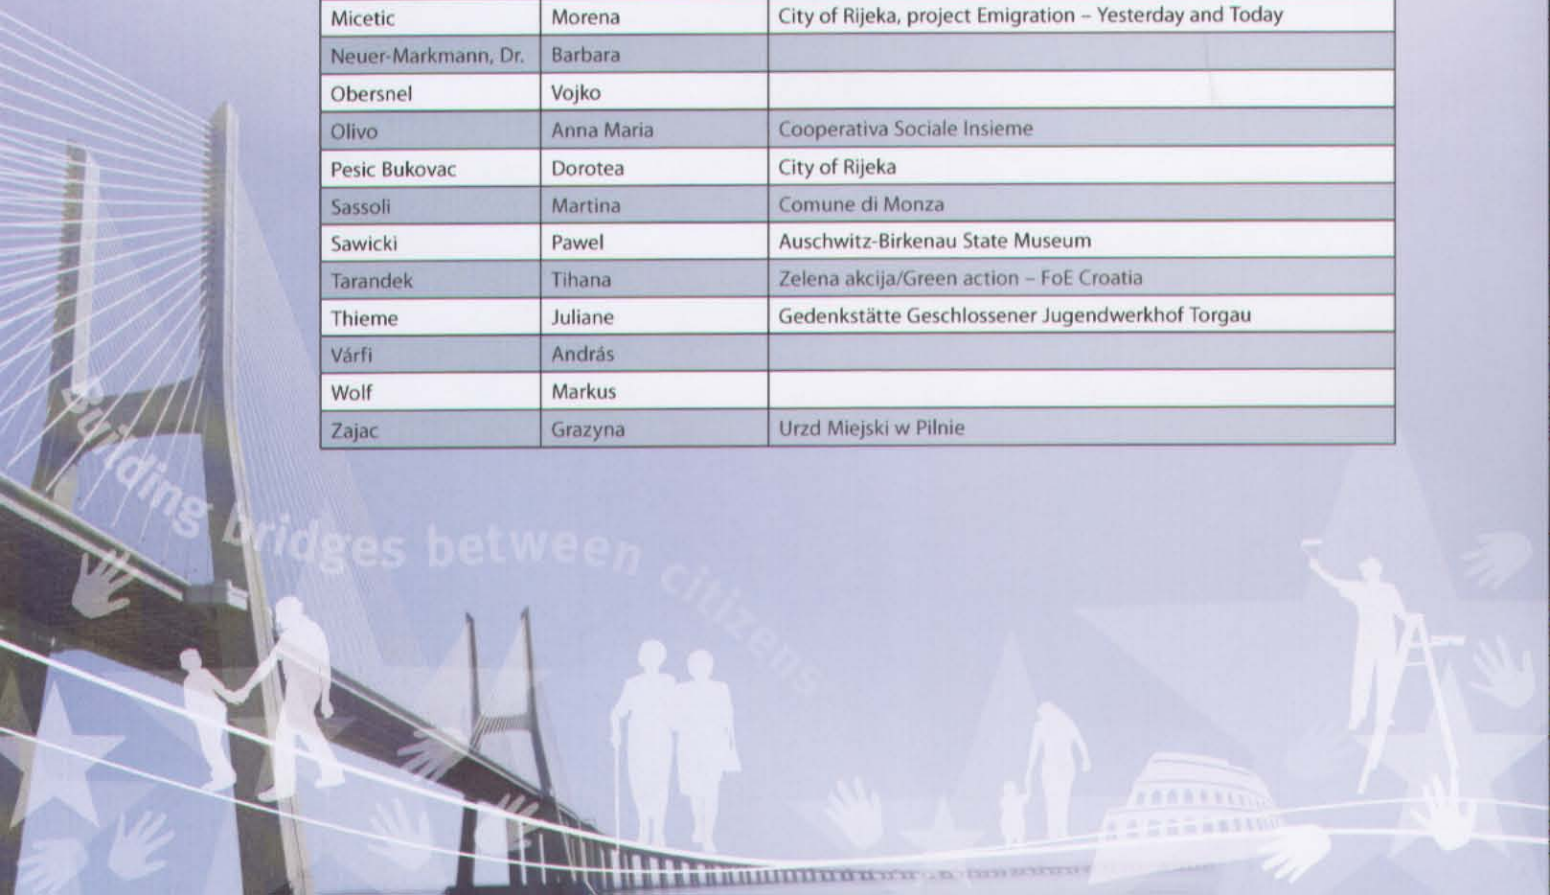 Micetic Morena City of Rijeka, project Emigration – Yesterday and Today
Neuer-Markmann, Dr. Barbara
Obersnel Vojko
Olivo Anna Maria Cooperativa Sociale Insieme
Pesic Bukovac Dorotea City of Rijeka
Sassoli Martina Comune di Monza
Sawicki Pawel Auschwitz-Birkenau State Museum
Tarandek Tihana Zelena akcija/Green action – FoE Croatia
Thieme Juliane Gedenkstätte Geschlossener Jugendwerkhof Torgau
Várfi András
Wolf Markus
Zajac Grazyna Urzd Miejski w Pilnie
Building bridges between citizens